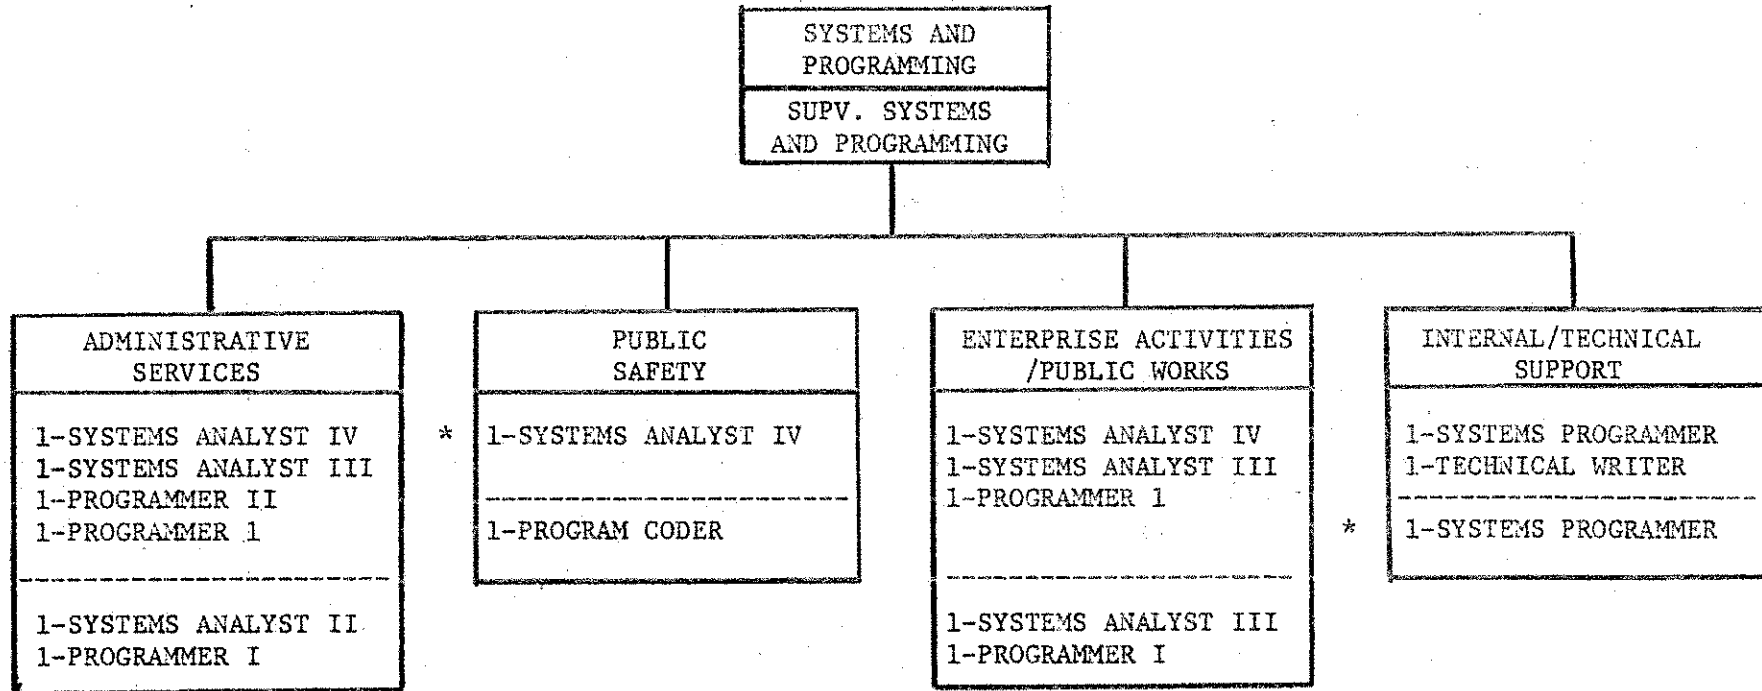 SYSTEMS AND
PROGRAMMING
SUPV. SYSTEMS
AND PROGRAMMING
ADMINISTRATIVE
SERVICES
1-SYSTEMS ANALYST IV
1-SYSTEMS ANALYST III
1-PROGRAMMER II
1-PROGRAMMER 1
1-SYSTEMS ANALYST II
1-PROGRAMMER I
PUBLIC
SAFETY
* 1-SYSTEMS ANALYST IV
1-PROGRAM CODER
ENTERPRISE ACTIVITIES
/PUBLIC WORKS
1-SYSTEMS ANALYST IV
1-SYSTEMS ANALYST III
1-PROGRAMMER 1
1-SYSTEMS ANALYST III
1-PROGRAMMER I
INTERNAL/TECHNICAL
SUPPORT
1-SYSTEMS PROGRAMMER
1-TECHNICAL WRITER
* 1-SYSTEMS PROGRAMMER